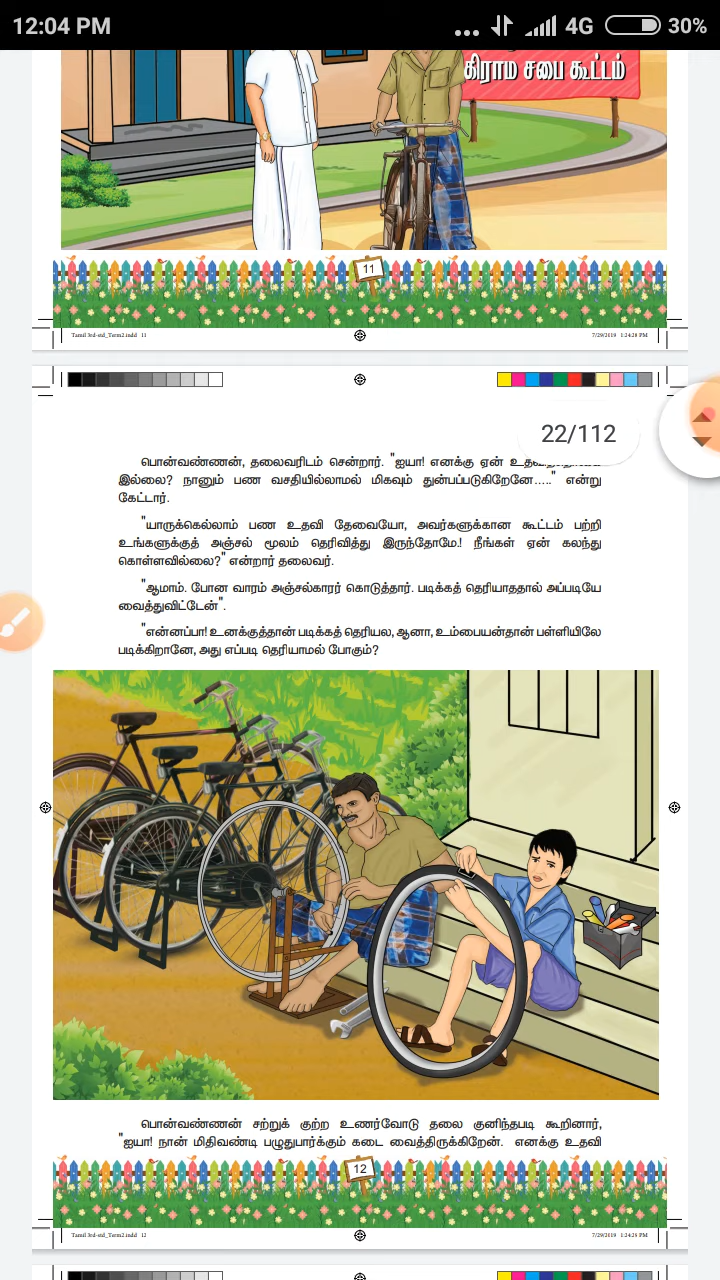 12:04 PM
4G
30%
கிராம சபை கூட்டம்
11
Tamil 3rd-std_Term2.indd 11
7/29/2019 1:24:28 PM
22/112
பொன்வண்ணன், தலைவரிடம் சென்றார். "ஐயா! எனக்கு ஏன்
இல்லை? நானும் பண வசதியில்லாமல் மிகவும் துன்பப்படுகிறேனே....." என்று
கேட்டார்.
"யாருக்கெல்லாம் பண உதவி தேவையோ, அவர்களுக்கான கூட்டம் பற்றி
உங்களுக்குத் அஞ்சல் மூலம் தெரிவித்து இருந்தோமே.! நீங்கள் ஏன் கலந்து
கொள்ளவில்லை?" என்றார் தலைவர்.
"ஆமாம். போன வாரம் அஞ்சல்காரர் கொடுத்தார். படிக்கத் தெரியாததால் அப்படியே
வைத்துவிட்டேன்".
"என்னப்பா! உனக்குத்தான் படிக்கத் தெரியல, ஆனா, உம்பையன்தான் பள்ளியிலே
படிக்கிறானே, அது எப்படி தெரியாமல் போகும்?
பொன்வண்ணன் சற்றுக் குற்ற உணர்வோடு தலை குனிந்தபடி கூறினார்,
"ஐயா! நான் மிதிவண்டி பழுதுபார்க்கும் கடை வைத்திருக்கிறேன். எனக்கு உதவி
12
Tamil 3rd-std_Term2.indd 12
7/29/2019 1:24:29 PM